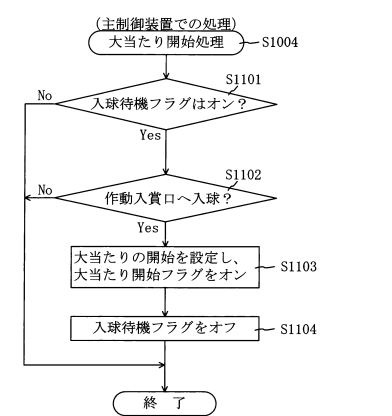 (主制御装置での処理)
大当たり開始処理
S1004
S1101
No
入球待機フラグはオン？
Yes
S1102
No
作動入賞口へ入球？
Yes
大当たりの開始を設定し、
大当たり開始フラグをオン
S1103
入球待機フラグをオフ
S1104
終 了